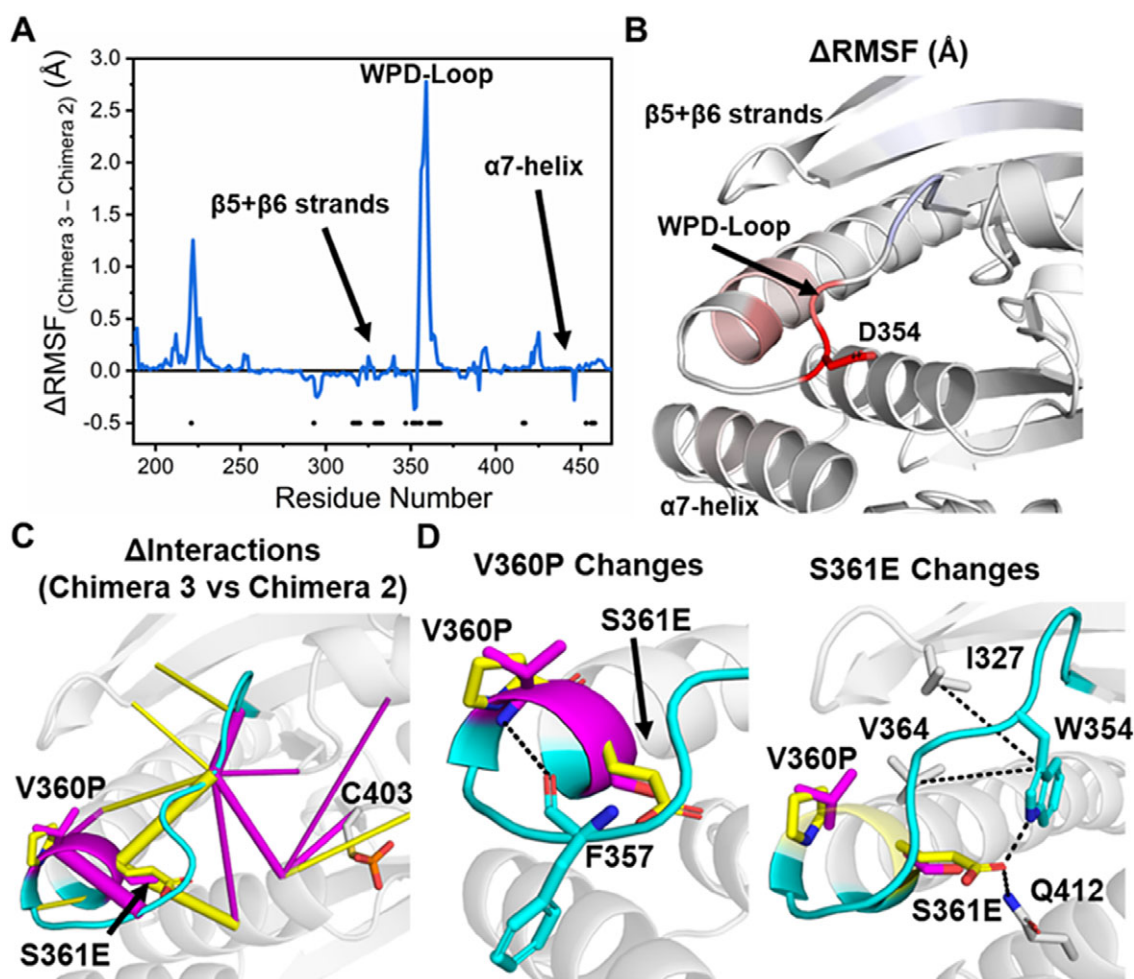 A
ΔRMSF(Chimera 3 – Chimera 2) (Å)
3.0
2.5
2.0
1.5
1.0
0.5
0.0
-0.5
WPD-Loop
β5+β6 strands
α7-helix
200 250 300 350 400 450
Residue Number
B
ΔRMSF (Å)
β5+β6 strands
WPD-Loop
D354
α7-helix
C
ΔInteractions
(Chimera 3 vs Chimera 2)
V360P
C403
S361E
D
V360P Changes
V360P
S361E
F357
S361E Changes
I327
V364
W354
V360P
S361E
Q412